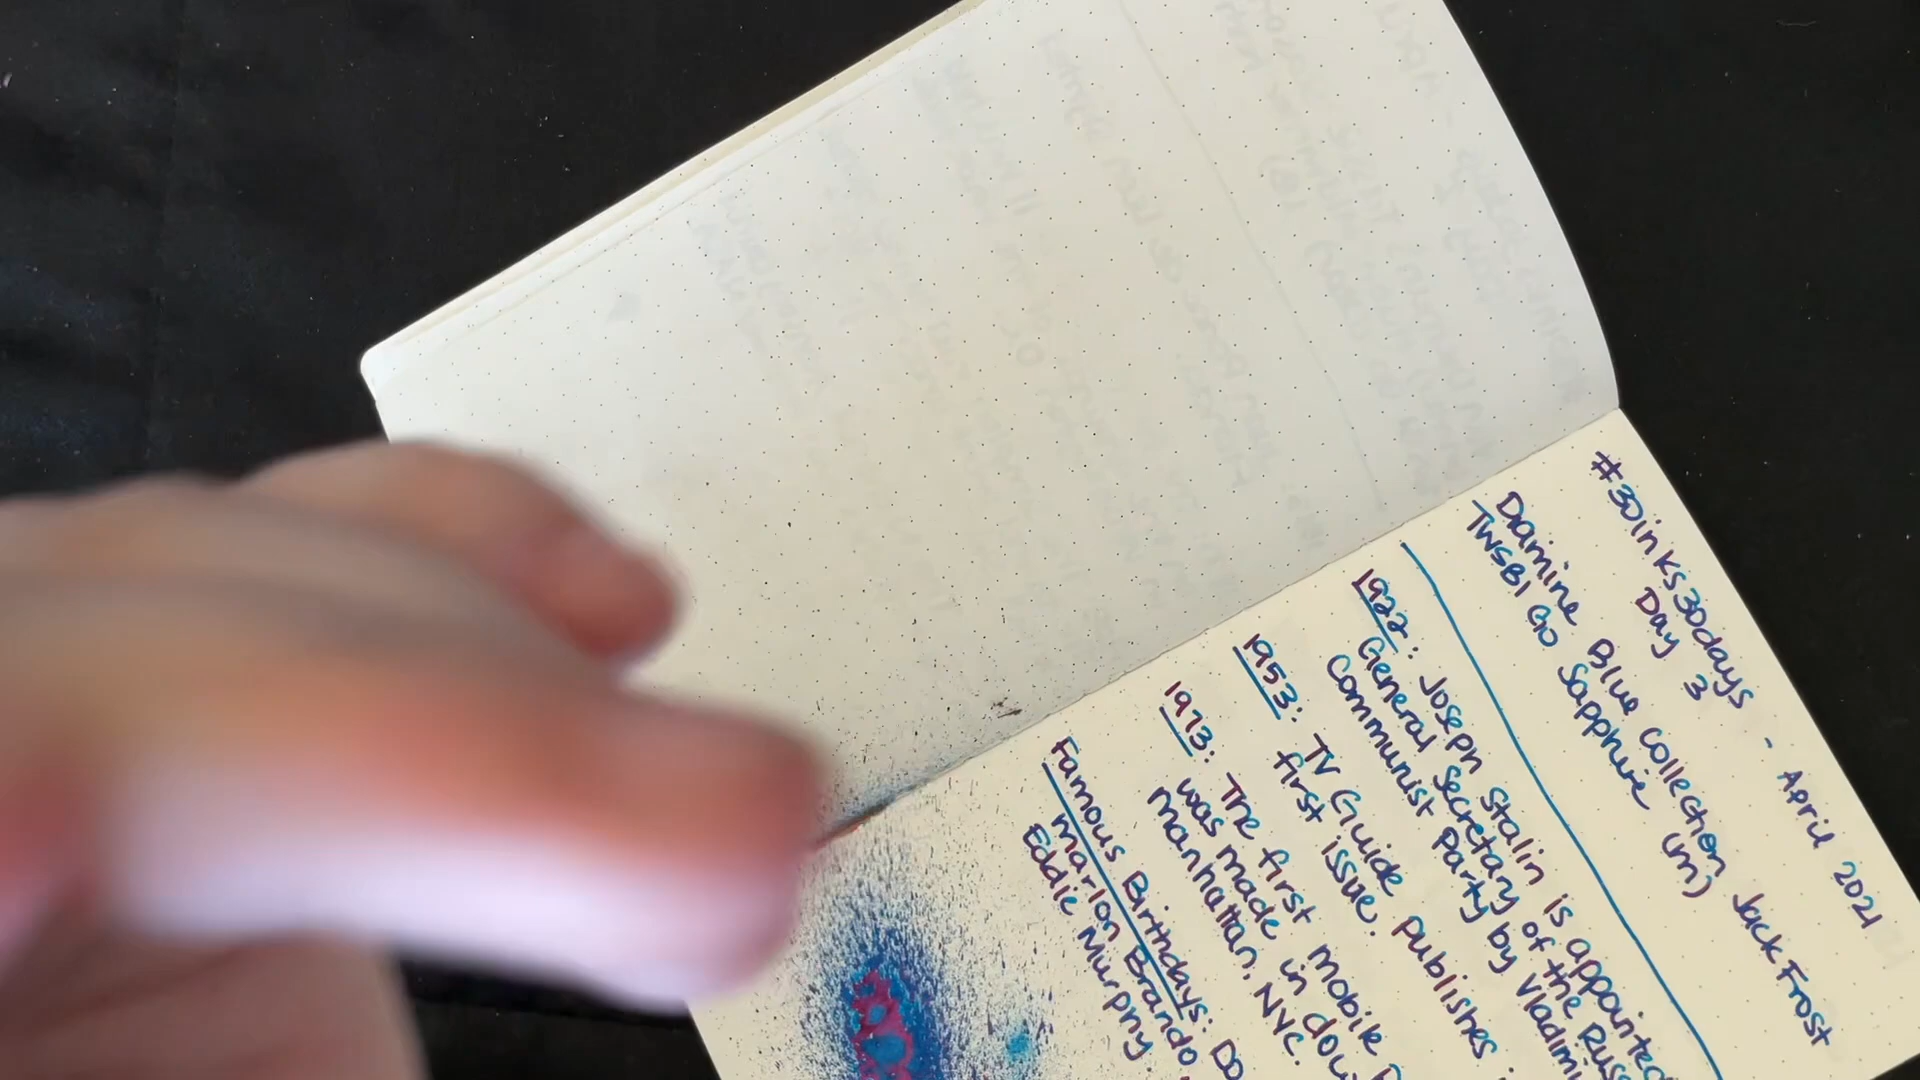 #30inks30days - April 2021
Day 3
Diamine Blue Collection Jack Frost
TWSBI Go Sapphire (m)
1922: Joseph Stalin is appointed
General Secretary of the Russ
Communist Party by Vladimi
1953: TV Guide publishes i
first issue.
1973: The first mobile p
was made in dow
Manhattan, NYC.
Famous Birthdays: Do
Marlon Brando
Eddie Murphy